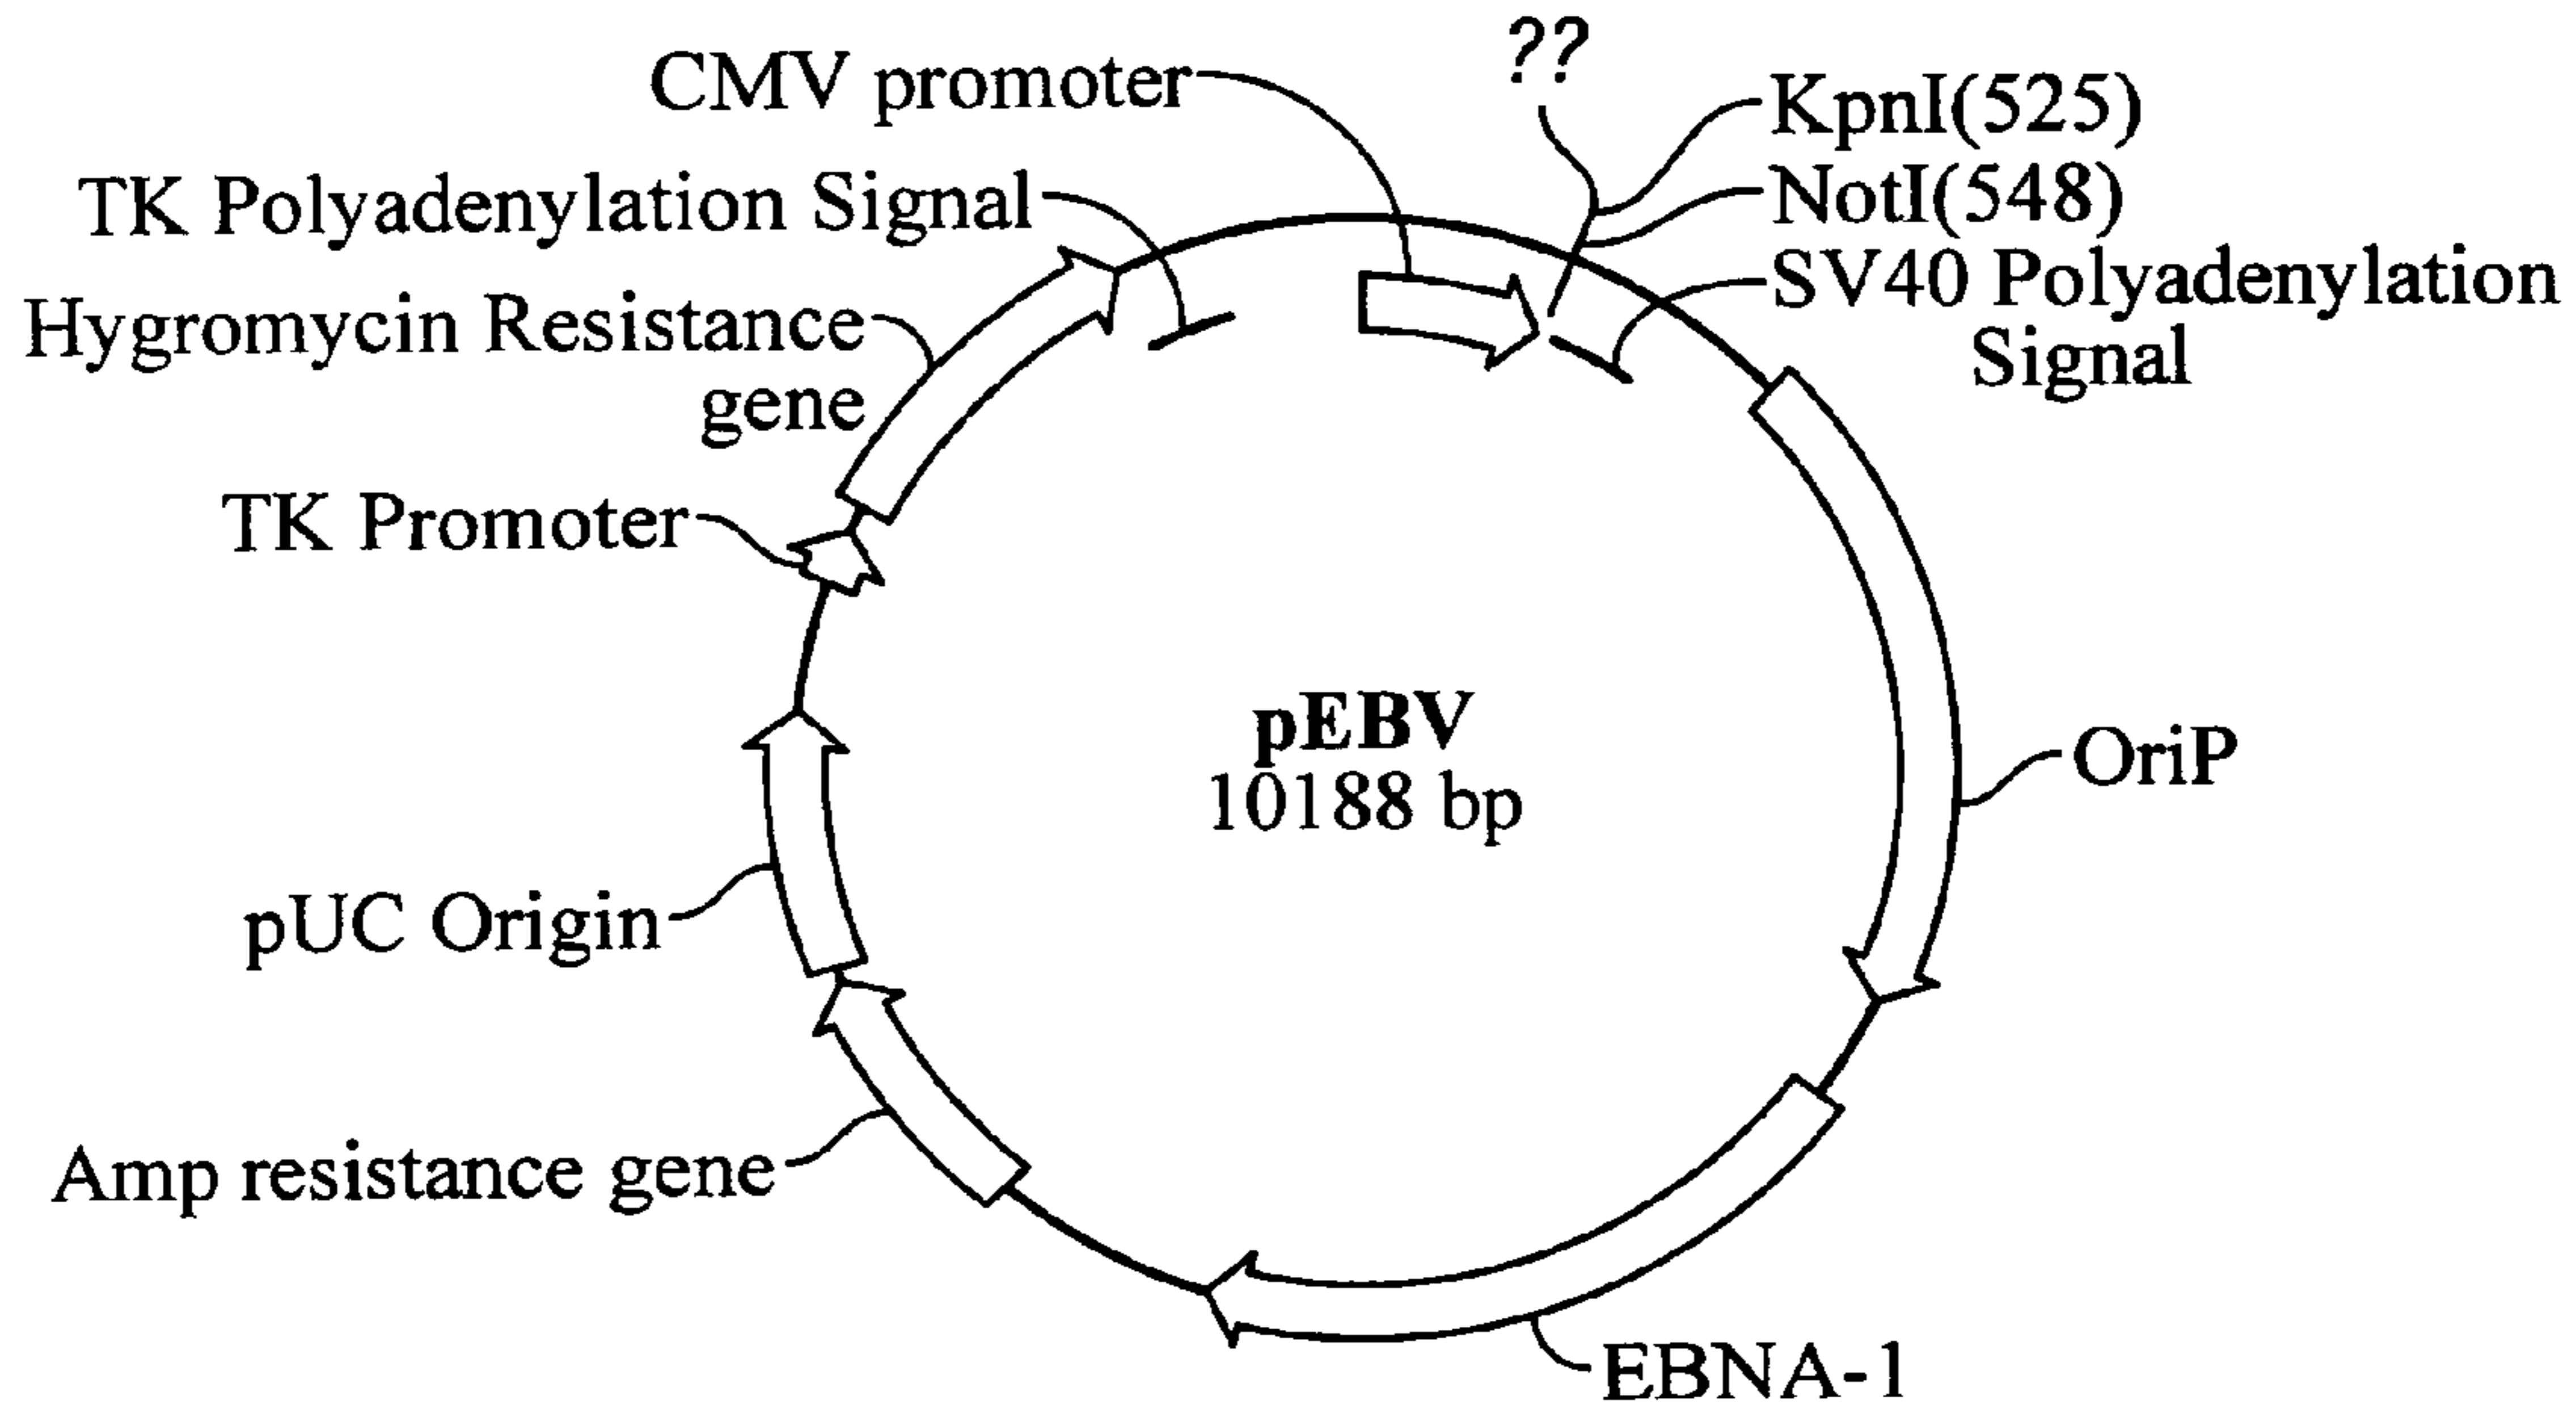 ??
CMV promoter
KpnI(525)
NotI(548)
TK Polyadenylation Signal
SV40 Polyadenylation
Signal
Hygromycin Resistance
gene
TK Promoter
pEBV
10188 bp
OriP
pUC Origin
Amp resistance gene
EBNA-1